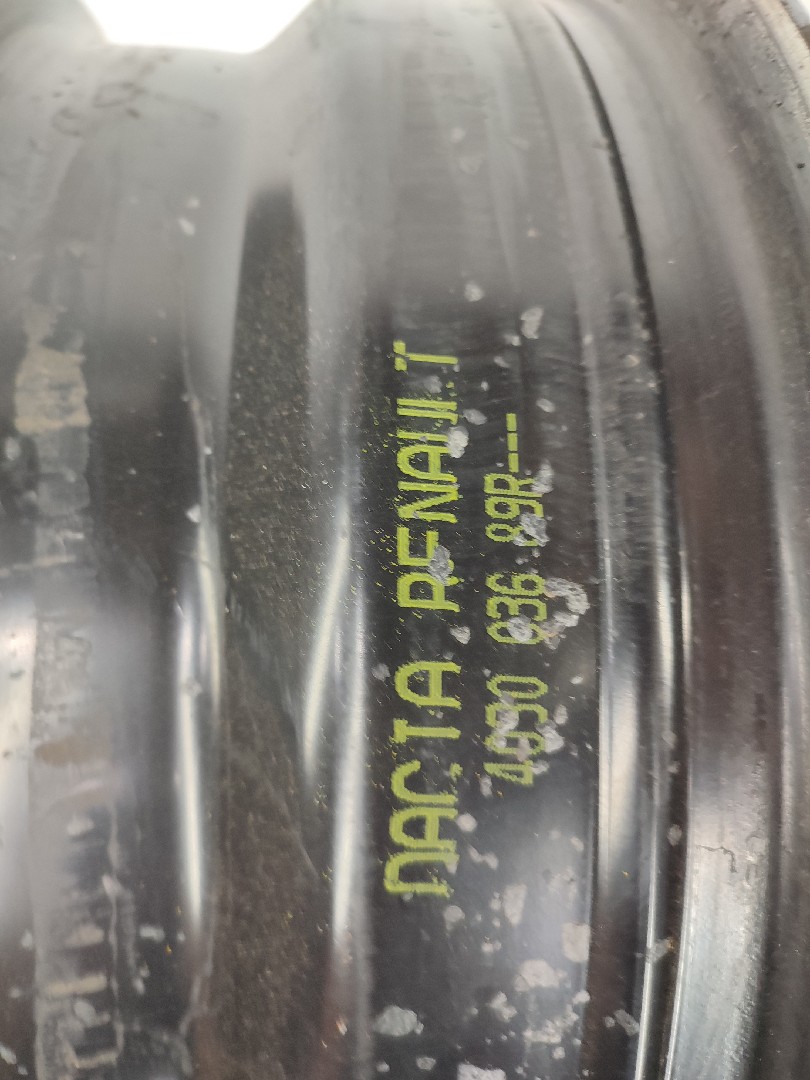 DACIA RENAULT
4030 036 89R---